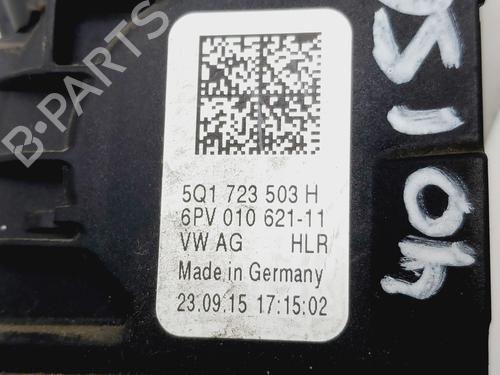 5Q1 723 503 H
6PV 010 621-11
VW AG HLR
Made in Germany
23.09.15 17:15:02
B-PARTS